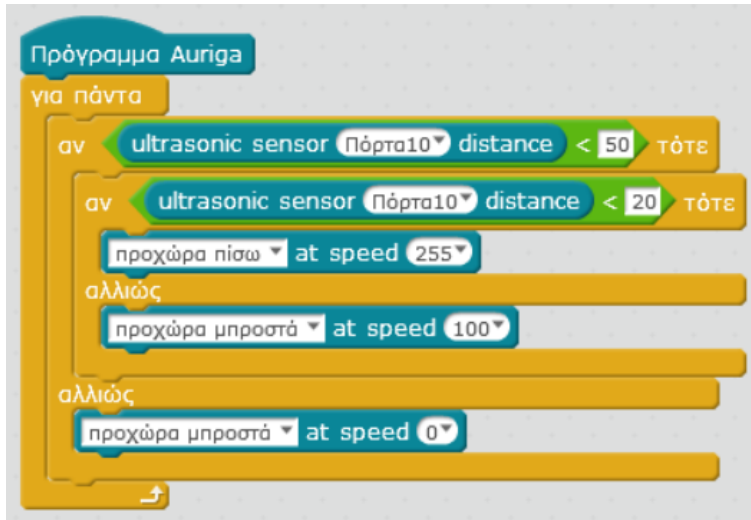 Πρόγραμμα Auriga
για πάντα
αν ultrasonic sensor Πόρτα10 distance < 50 τότε
αν ultrasonic sensor Πόρτα10 distance < 20 τότε
προχώρα πίσω at speed 255
αλλιώς
προχώρα μπροστά at speed 100
αλλιώς
προχώρα μπροστά at speed 0